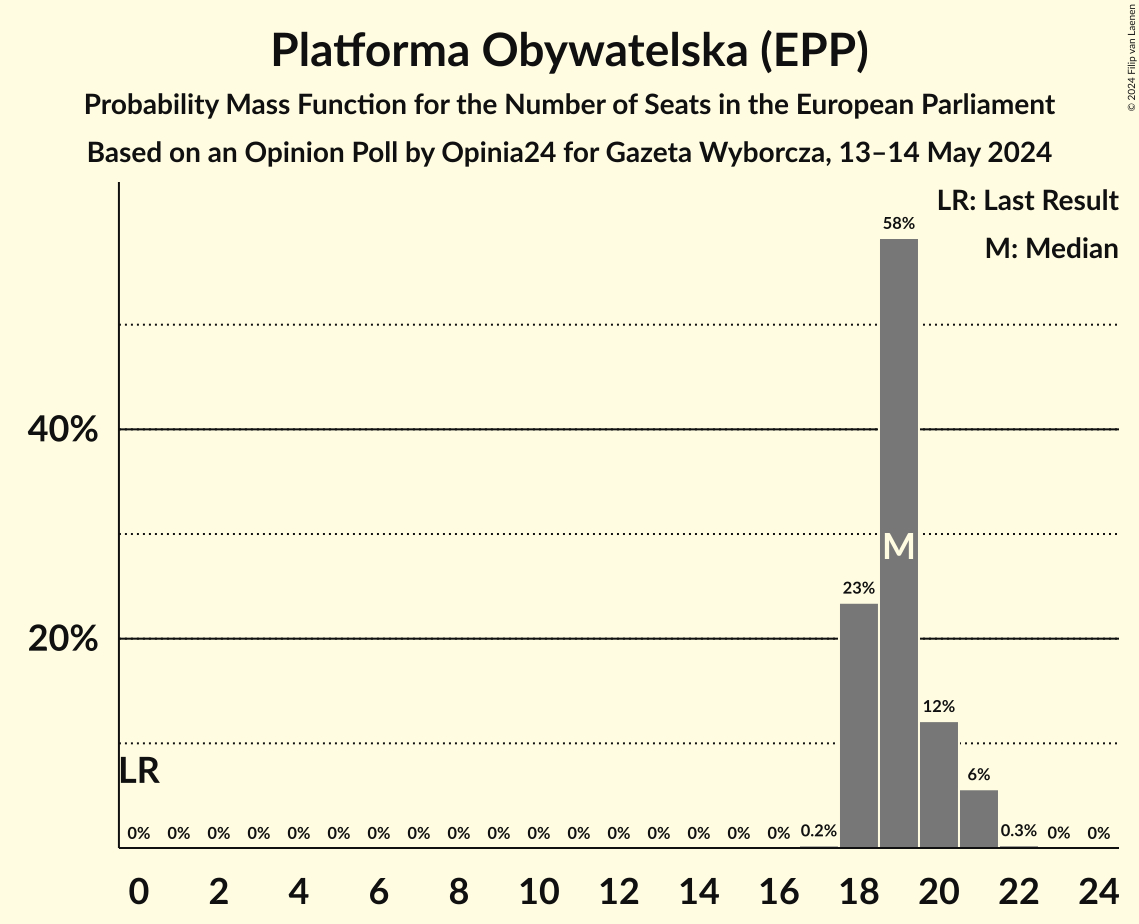 Platforma Obywatelska (EPP)
Probability Mass Function for the Number of Seats in the European Parliament
Based on an Opinion Poll by Opinia24 for Gazeta Wyborcza, 13–14 May 2024
© 2024 Filip van Laenen
LR: Last Result
M: Median
58%
40%
M
23%
20%
12%
LR
6%
0% 0% 0% 0% 0% 0% 0% 0% 0% 0% 0% 0% 0% 0% 0% 0% 0% 0.2% 0.3% 0% 0%
0 2 4 6 8 10 12 14 16 18 20 22 24